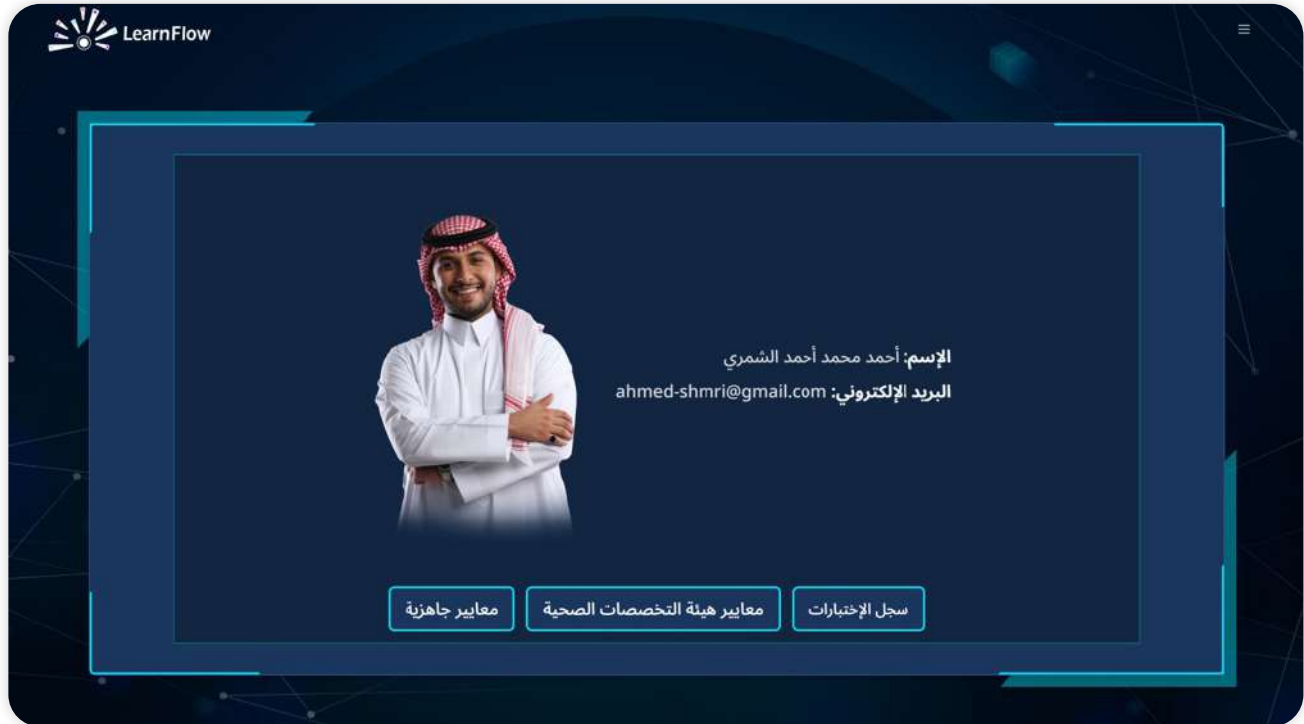 LearnFlow
الإسم: أحمد محمد أحمد الشمري
البريد الإلكتروني: ahmed-shmri@gmail.com
سجل الإختبارات
معايير هيئة التخصصات الصحية
معايير جاهزية